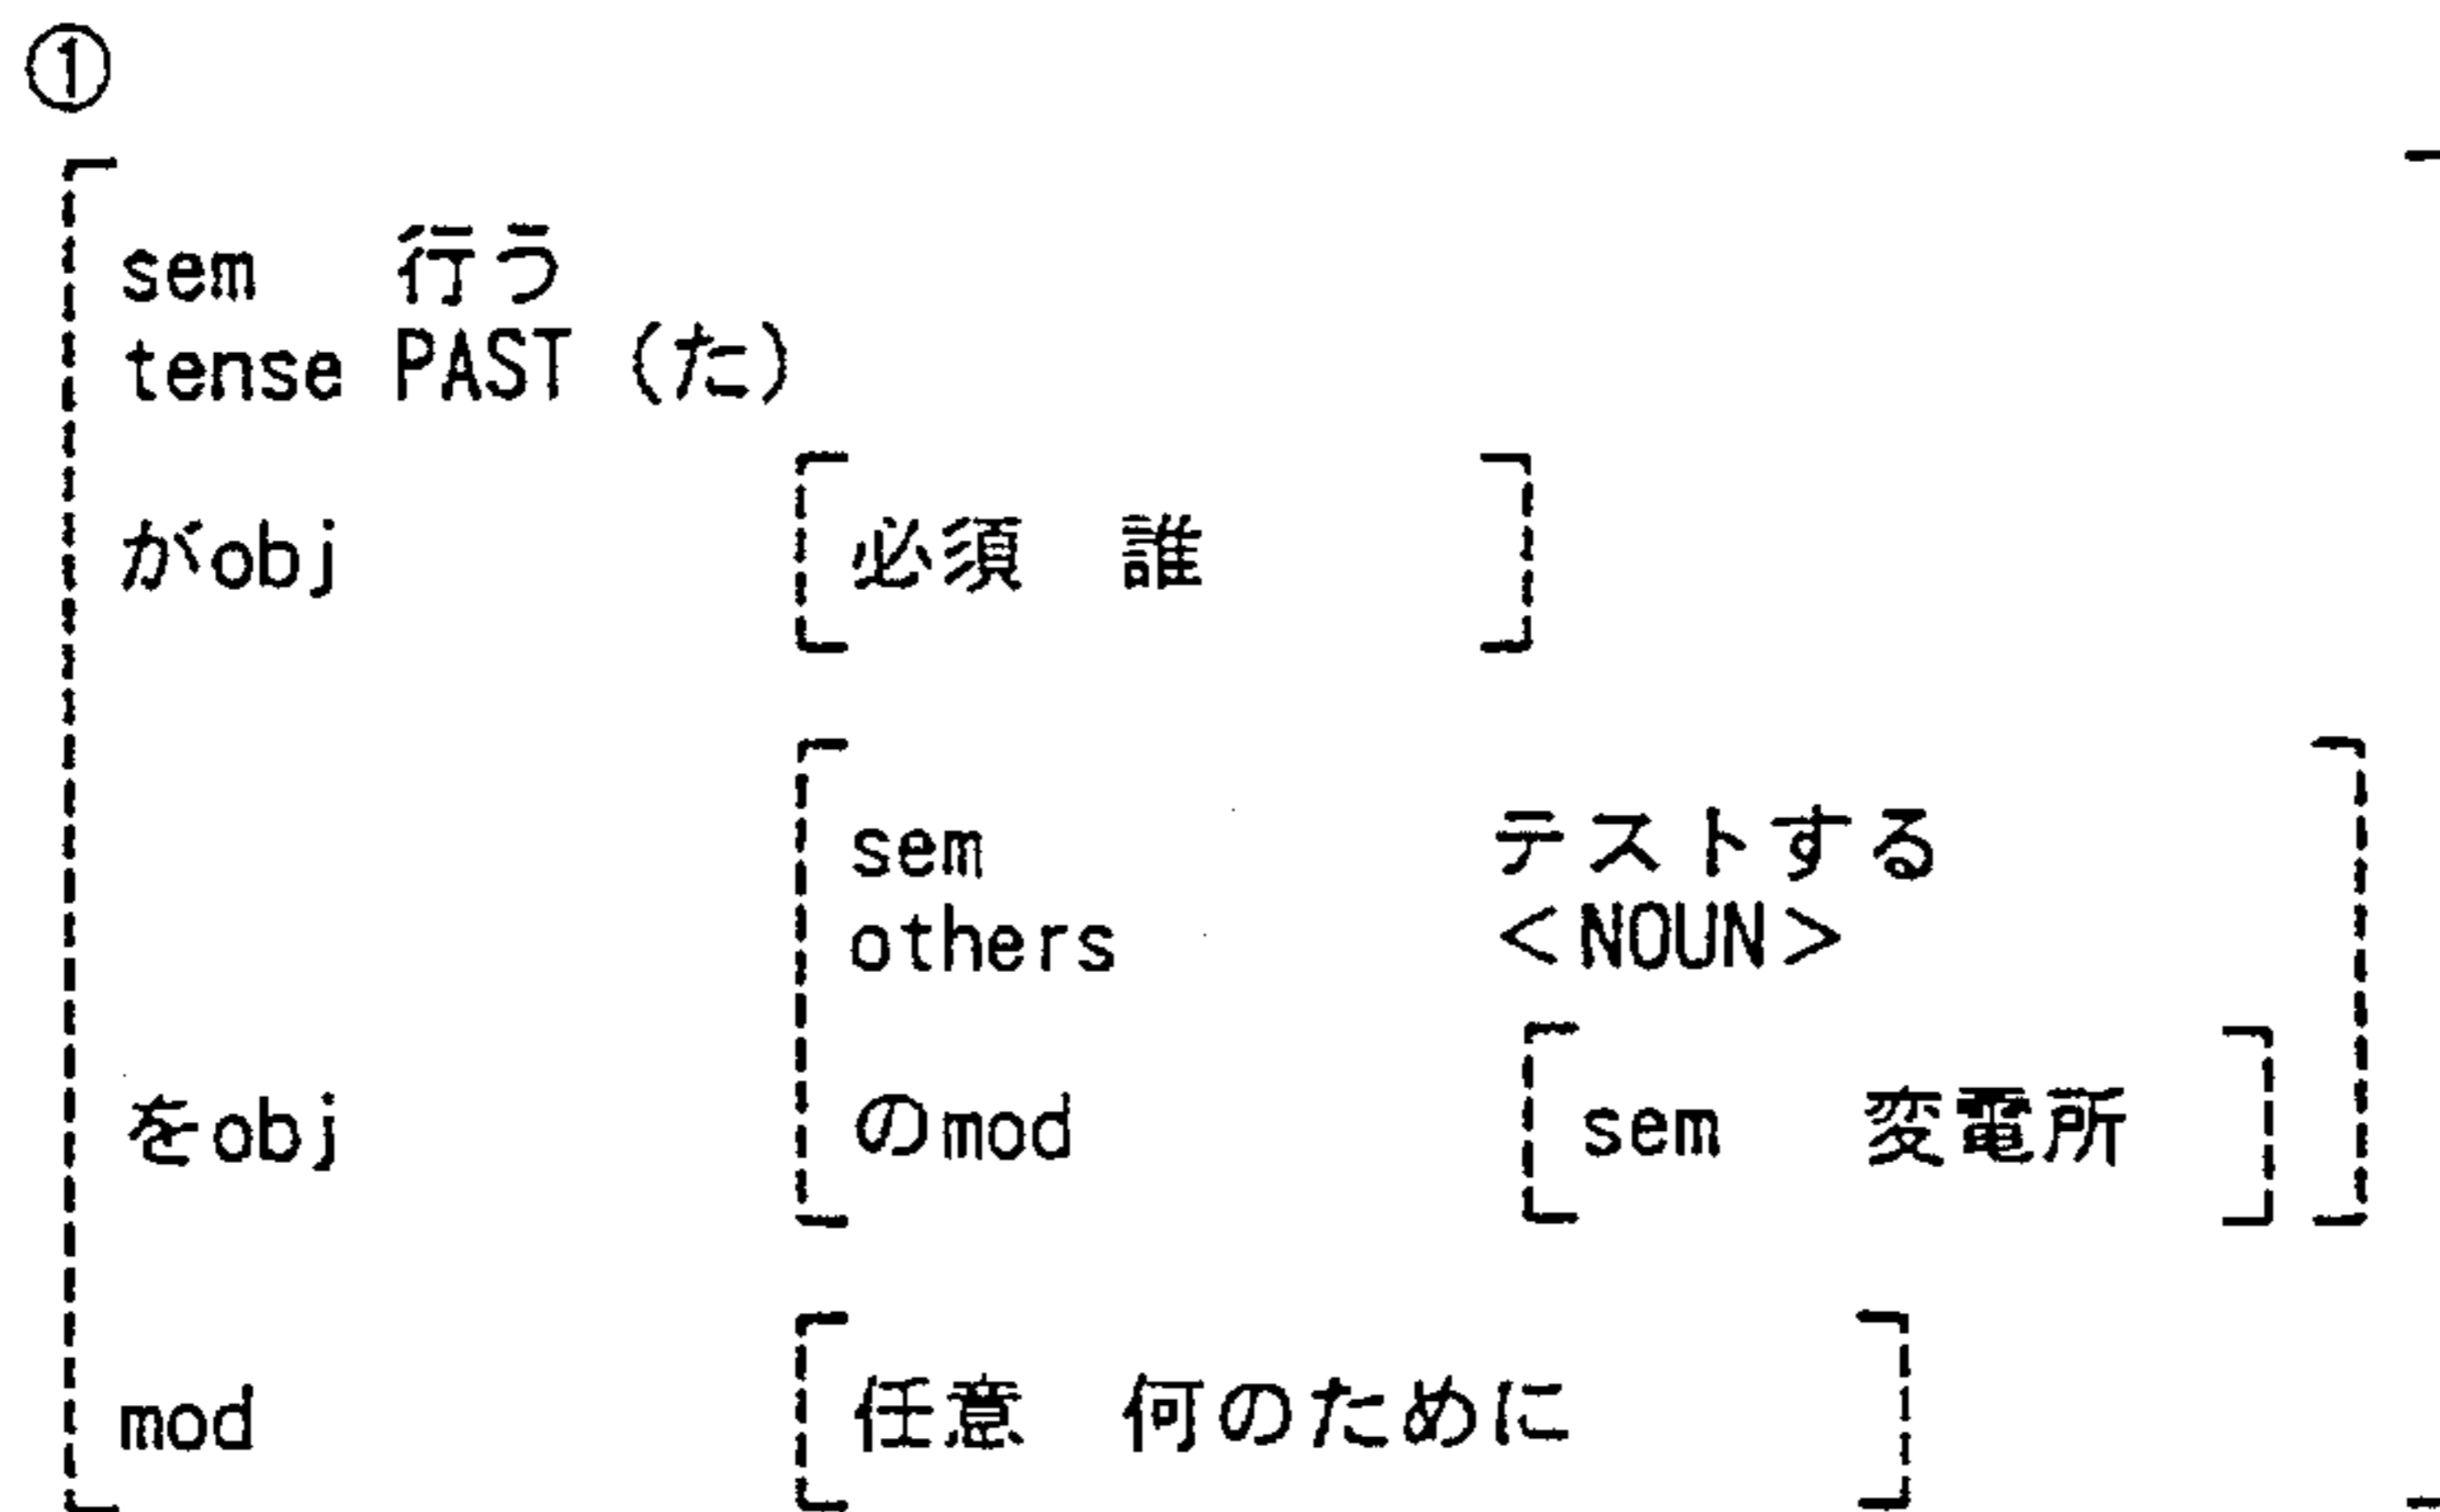 ①
sem 行う
tense PAST (た)
がobj 必須 誰
sem テストする
others <NOUN>
をobj のmod sem 変電所
mod 任意 何のために